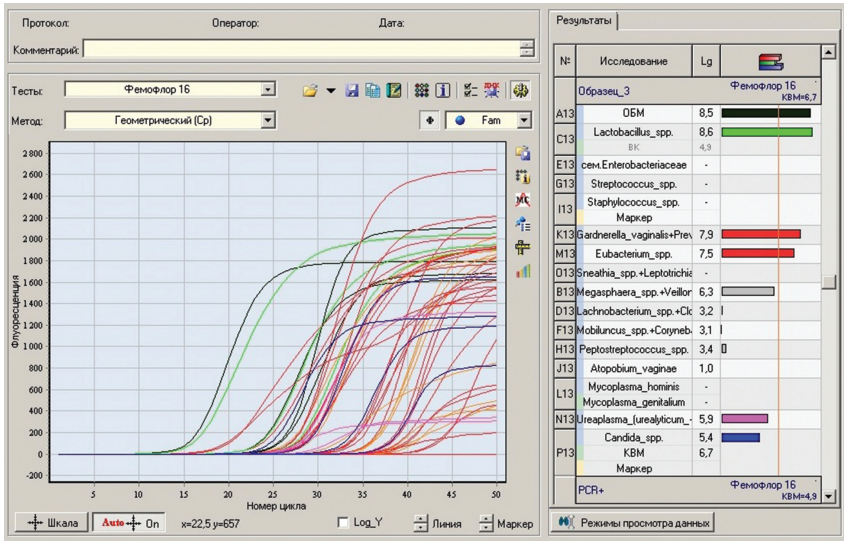 Протокол: Оператор: Дата:
Комментарий:
Тесты: Фемофлор 16
Метод: Геометрический (Cp) Fam
Флуоресценция
2 800
2 600
2 400
2 200
2 000
1 800
1 600
1 400
1 200
1 000
800
600
400
200
0
-200
5 10 15 20 25 30 35 40 45 50
Номер цикла
Шкала Auto On x=22,5 y=657 Log_Y Линия Маркер
Результаты
№ Исследование Lg
Образец_3 Фемофлор 16
КВМ=6,7
A13 ОБМ 8,5
C13 Lactobacillus_spp. 8,6
ВК 4,9
E13 сем.Enterobacteriaceae -
G13 Streptococcus_spp. -
I13 Staphylococcus_spp. -
Маркер
K13 Gardnerella_vaginalis+Prev 7,9
M13 Eubacterium_spp. 7,5
O13 Sneathia_spp.+Leptotrichia -
B13 Megasphaera_spp.+Veillor 6,3
D13 Lachnobacterium_spp.+Clo 3,2
F13 Mobiluncus_spp.+Coryneb. 3,1
H13 Peptostreptococcus_spp. 3,4
J13 Atopobium_vaginae 1,0
L13 Mycoplasma_hominis -
Mycoplasma_genitalium -
N13 Ureaplasma_(urealyticum_- 5,9
P13 Candida_spp. 5,4
КВМ 6,7
Маркер
PCR+ Фемофлор 16
КВМ=4,9
Режимы просмотра данных